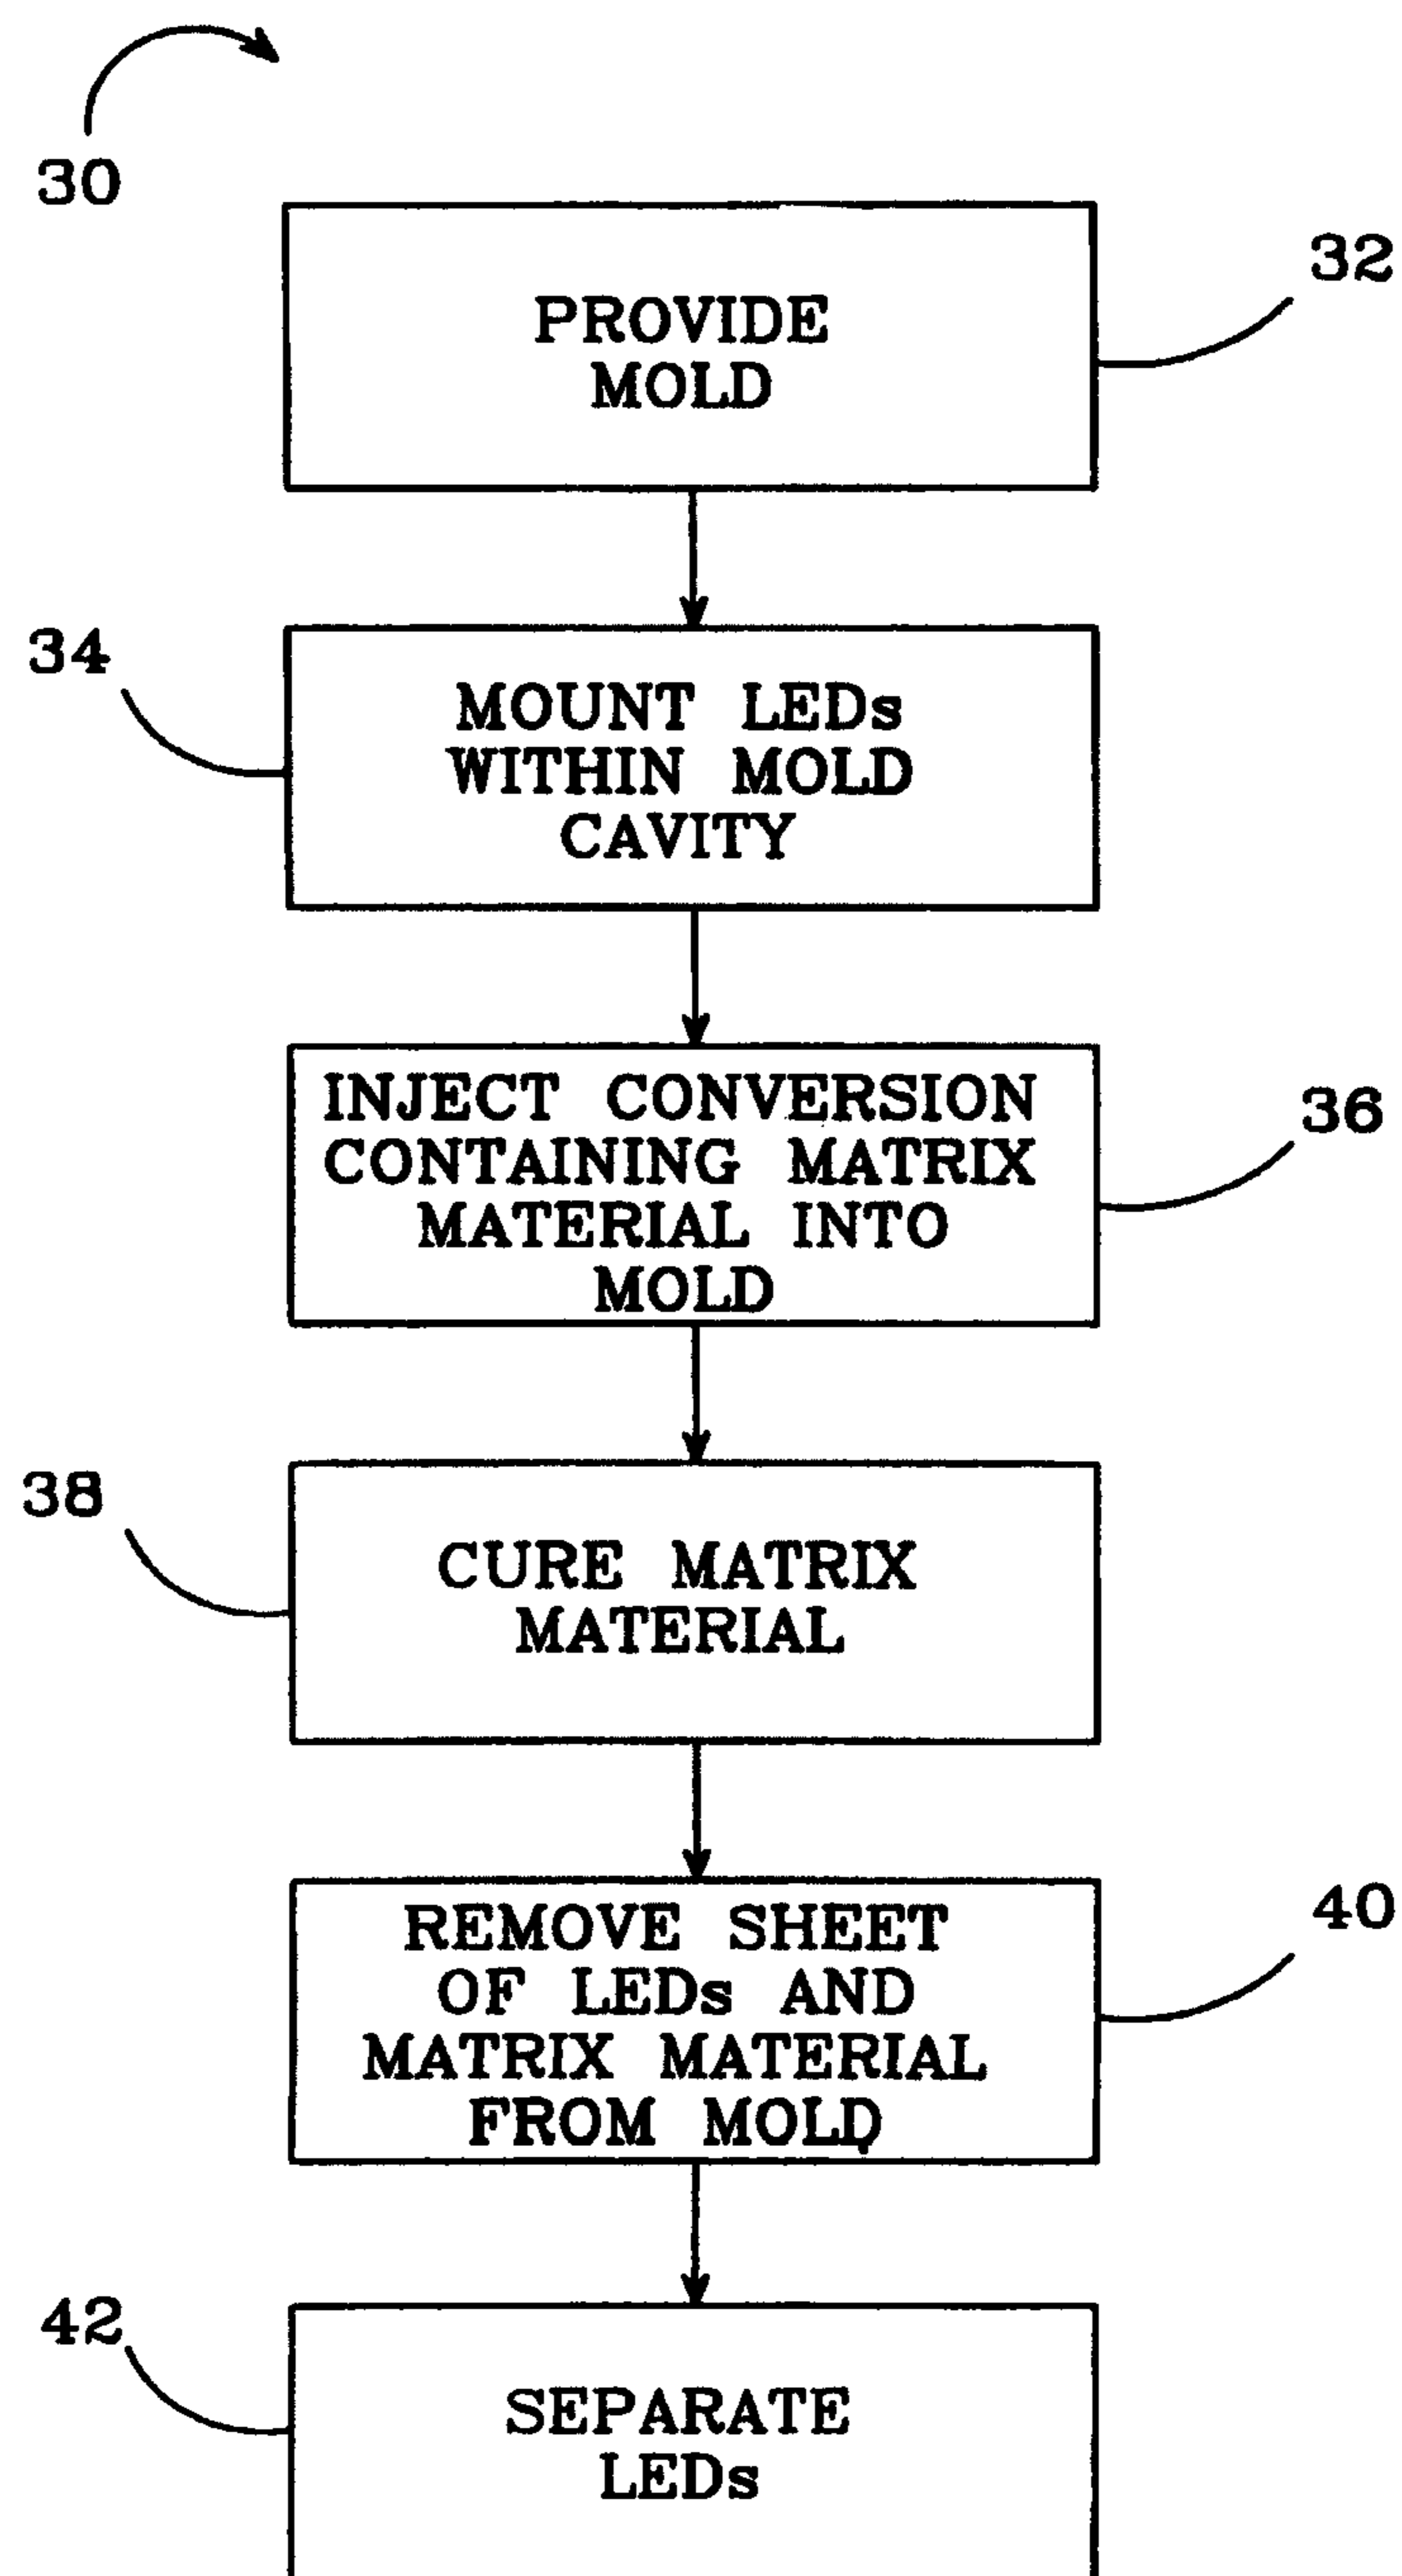 30
32
PROVIDE
MOLD
34
MOUNT LEDs
WITHIN MOLD
CAVITY
36
INJECT CONVERSION
CONTAINING MATRIX
MATERIAL INTO
MOLD
38
CURE MATRIX
MATERIAL
40
REMOVE SHEET
OF LEDs AND
MATRIX MATERIAL
FROM MOLD
42
SEPARATE
LEDs